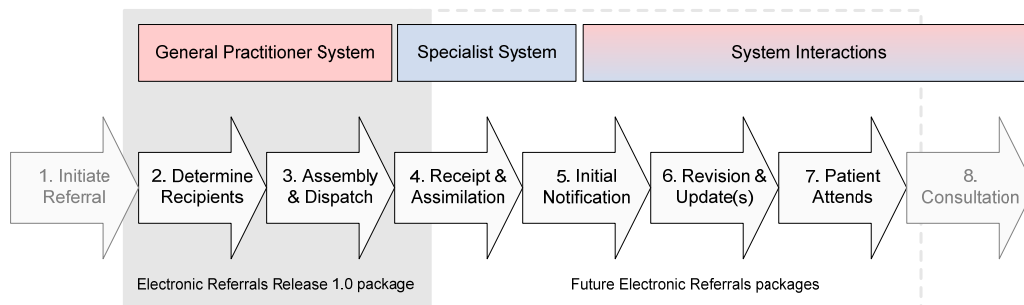 General Practitioner System
Specialist System
System Interactions
1. Initiate
Referral
2. Determine
Recipients
3. Assembly
& Dispatch
4. Receipt &
Assimilation
5. Initial
Notification
6. Revision &
Update(s)
7. Patient
Attends
8.
Consultation
Electronic Referrals Release 1.0 package
Future Electronic Referrals packages